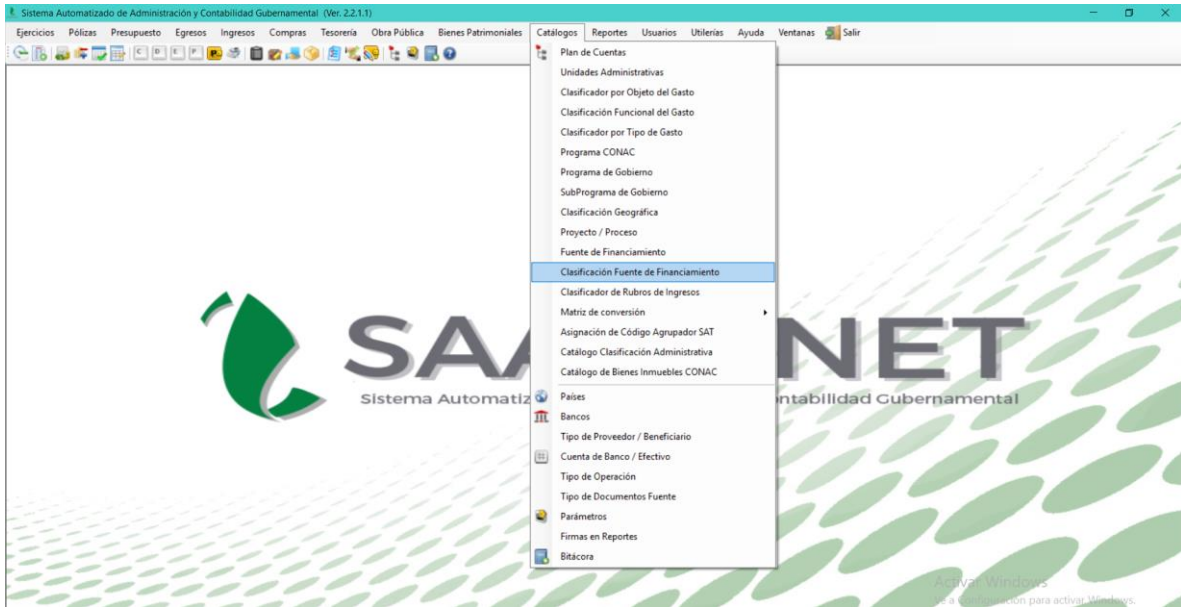 Sistema Automatizado de Administración y Contabilidad Gubernamental (Ver. 2.2.1.1)
Ejercicios Pólizas Presupuesto Egresos Ingresos Compras Tesorería Obra Pública Bienes Patrimoniales Catálogos Reportes Usuarios Utilerías Ayuda Ventanas Salir
C D E P P
Plan de Cuentas
Unidades Administrativas
Clasificador por Objeto del Gasto
Clasificación Funcional del Gasto
Clasificador por Tipo de Gasto
Programa CONAC
Programa de Gobierno
SubPrograma de Gobierno
Clasificación Geográfica
Proyecto / Proceso
Fuente de Financiamiento
Clasificación Fuente de Financiamiento
Clasificador de Rubros de Ingresos
Matriz de conversión
Asignación de Código Agrupador SAT
Catálogo Clasificación Administrativa
Catálogo de Bienes Inmuebles CONAC
Países
Bancos
Tipo de Proveedor / Beneficiario
Cuenta de Banco / Efectivo
Tipo de Operación
Tipo de Documentos Fuente
Parámetros
Firmas en Reportes
Bitácora
SAA NET
Sistema Automatiz ntabilidad Gubernamental
Activar Windows
Ve a Configuración para activar Windows.